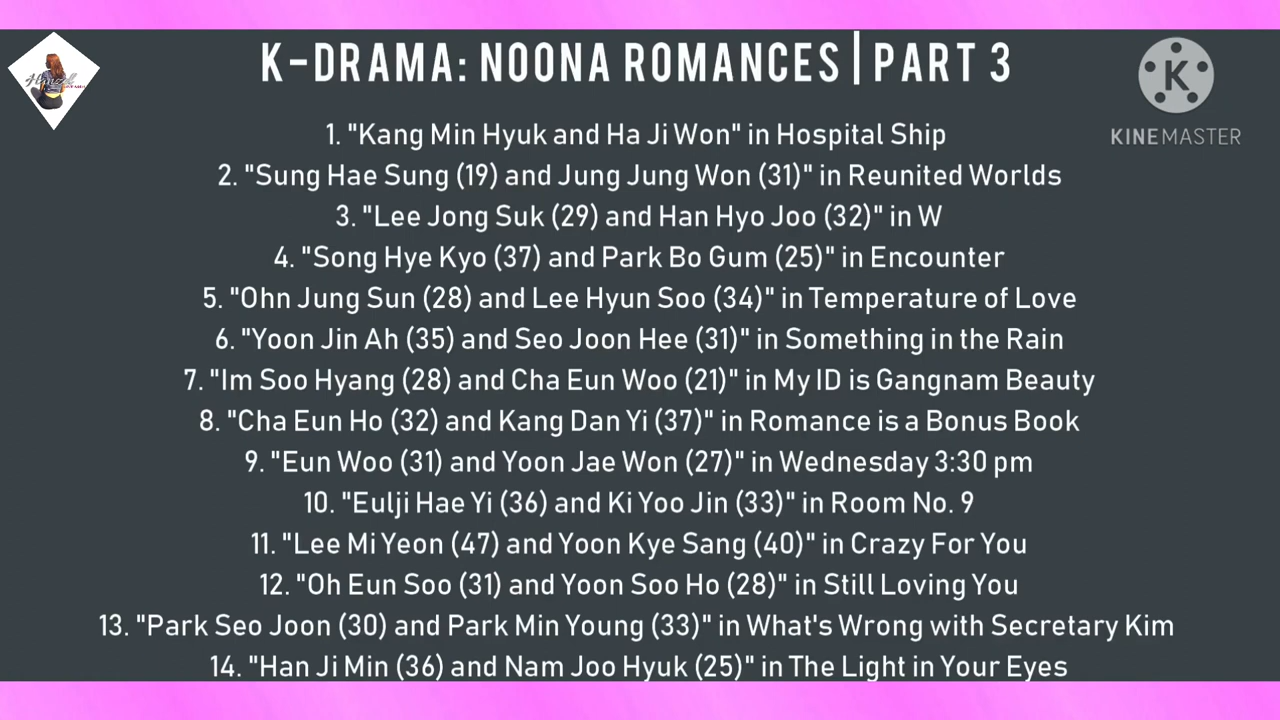 K-DRAMA: NOONA ROMANCES | PART 3
K
KINEMASTER
1. "Kang Min Hyuk and Ha Ji Won" in Hospital Ship
2. "Sung Hae Sung (19) and Jung Jung Won (31)" in Reunited Worlds
3. "Lee Jong Suk (29) and Han Hyo Joo (32)" in W
4. "Song Hye Kyo (37) and Park Bo Gum (25)" in Encounter
5. "Ohn Jung Sun (28) and Lee Hyun Soo (34)" in Temperature of Love
6. "Yoon Jin Ah (35) and Seo Joon Hee (31)" in Something in the Rain
7. "Im Soo Hyang (28) and Cha Eun Woo (21)" in My ID is Gangnam Beauty
8. "Cha Eun Ho (32) and Kang Dan Yi (37)" in Romance is a Bonus Book
9. "Eun Woo (31) and Yoon Jae Won (27)" in Wednesday 3:30 pm
10. "Eulji Hae Yi (36) and Ki Yoo Jin (33)" in Room No. 9
11. "Lee Mi Yeon (47) and Yoon Kye Sang (40)" in Crazy For You
12. "Oh Eun Soo (31) and Yoon Soo Ho (28)" in Still Loving You
13. "Park Seo Joon (30) and Park Min Young (33)" in What's Wrong with Secretary Kim
14. "Han Ji Min (36) and Nam Joo Hyuk (25)" in The Light in Your Eyes